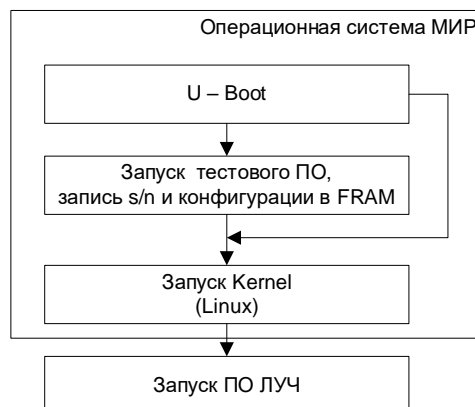 Операционная система МИР
U – Boot
Запуск тестового ПО,
запись s/n и конфигурации в FRAM
Запуск Kernel
(Linux)
Запуск ПО ЛУЧ